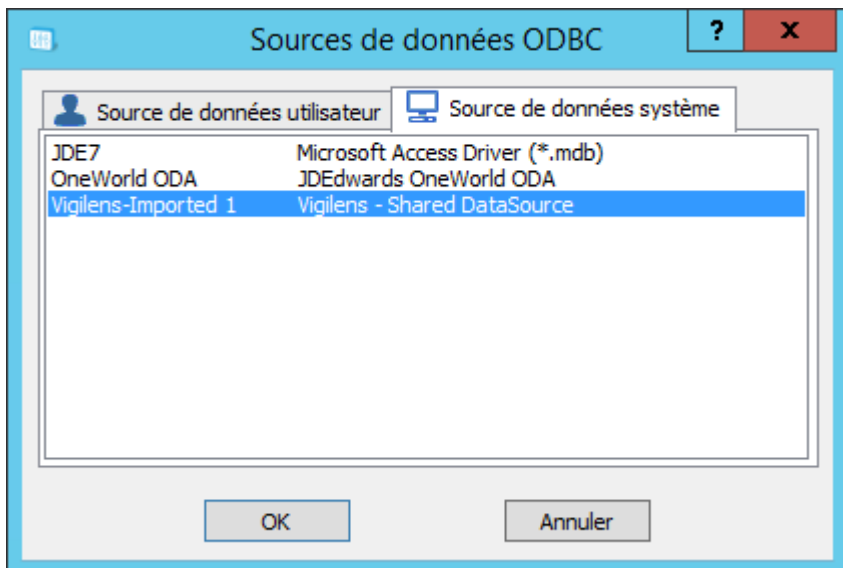 Sources de données ODBC
?
x
Source de données utilisateur Source de données système
JDE7 Microsoft Access Driver (*.mdb)
OneWorld ODA JDEdwards OneWorld ODA
Vigilens-Imported 1 Vigilens - Shared DataSource
OK Annuler